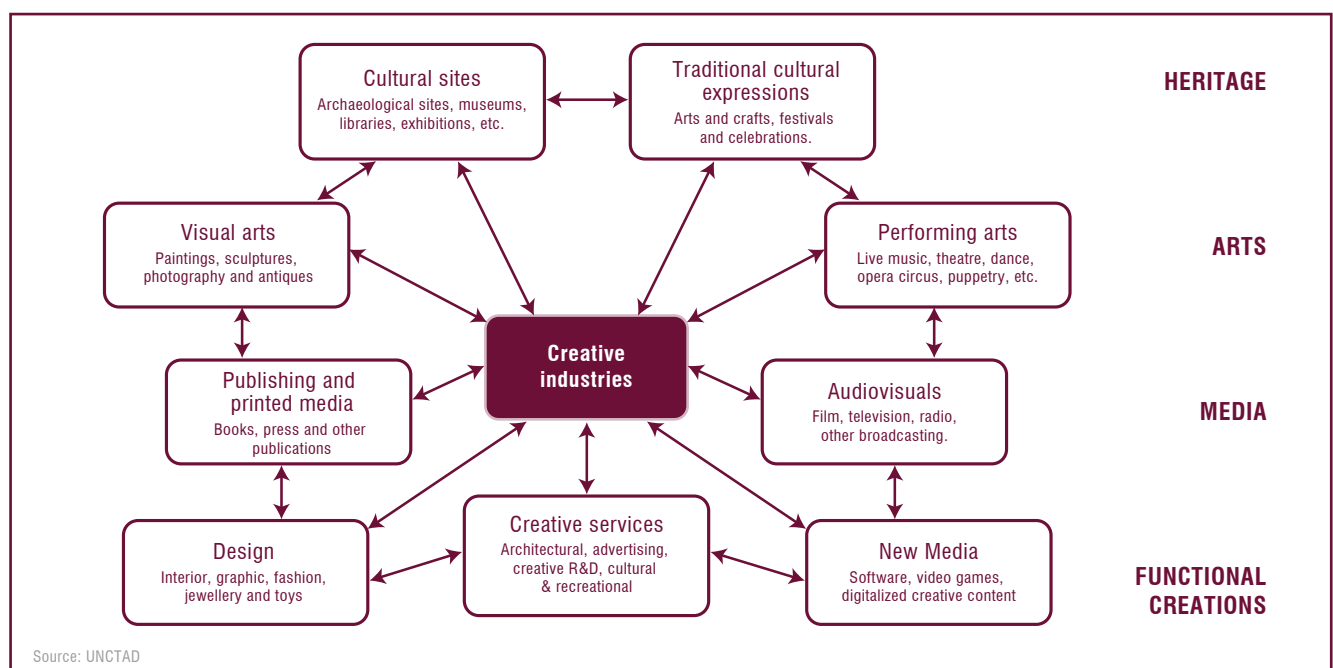 Cultural sites
Archaeological sites, museums,
libraries, exhibitions, etc.
Traditional cultural
expressions
Arts and crafts, festivals
and celebrations.
HERITAGE
Visual arts
Paintings, sculptures,
photography and antiques
Performing arts
Live music, theatre, dance,
opera circus, puppetry, etc.
ARTS
Creative
industries
Publishing and
printed media
Books, press and other
publications
Audiovisuals
Film, television, radio,
other broadcasting.
MEDIA
Design
Interior, graphic, fashion,
jewellery and toys
Creative services
Architectural, advertising,
creative R&D, cultural
& recreational
New Media
Software, video games,
digitalized creative content
FUNCTIONAL
CREATIONS
Source: UNCTAD